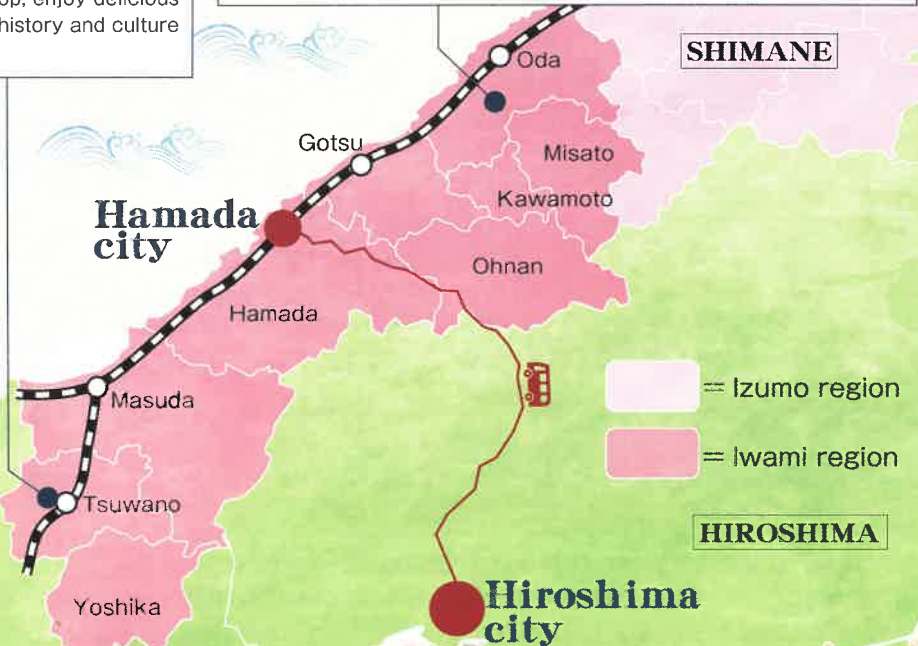 op, enjoy delicious
history and culture
SHIMANE
Oda
Gotsu
Misato
Kawamoto
Hamada
city
Ohnan
Hamada
= Izumo region
Masuda
= Iwami region
Tsuwano
HIROSHIMA
Yoshika
Hiroshima
city